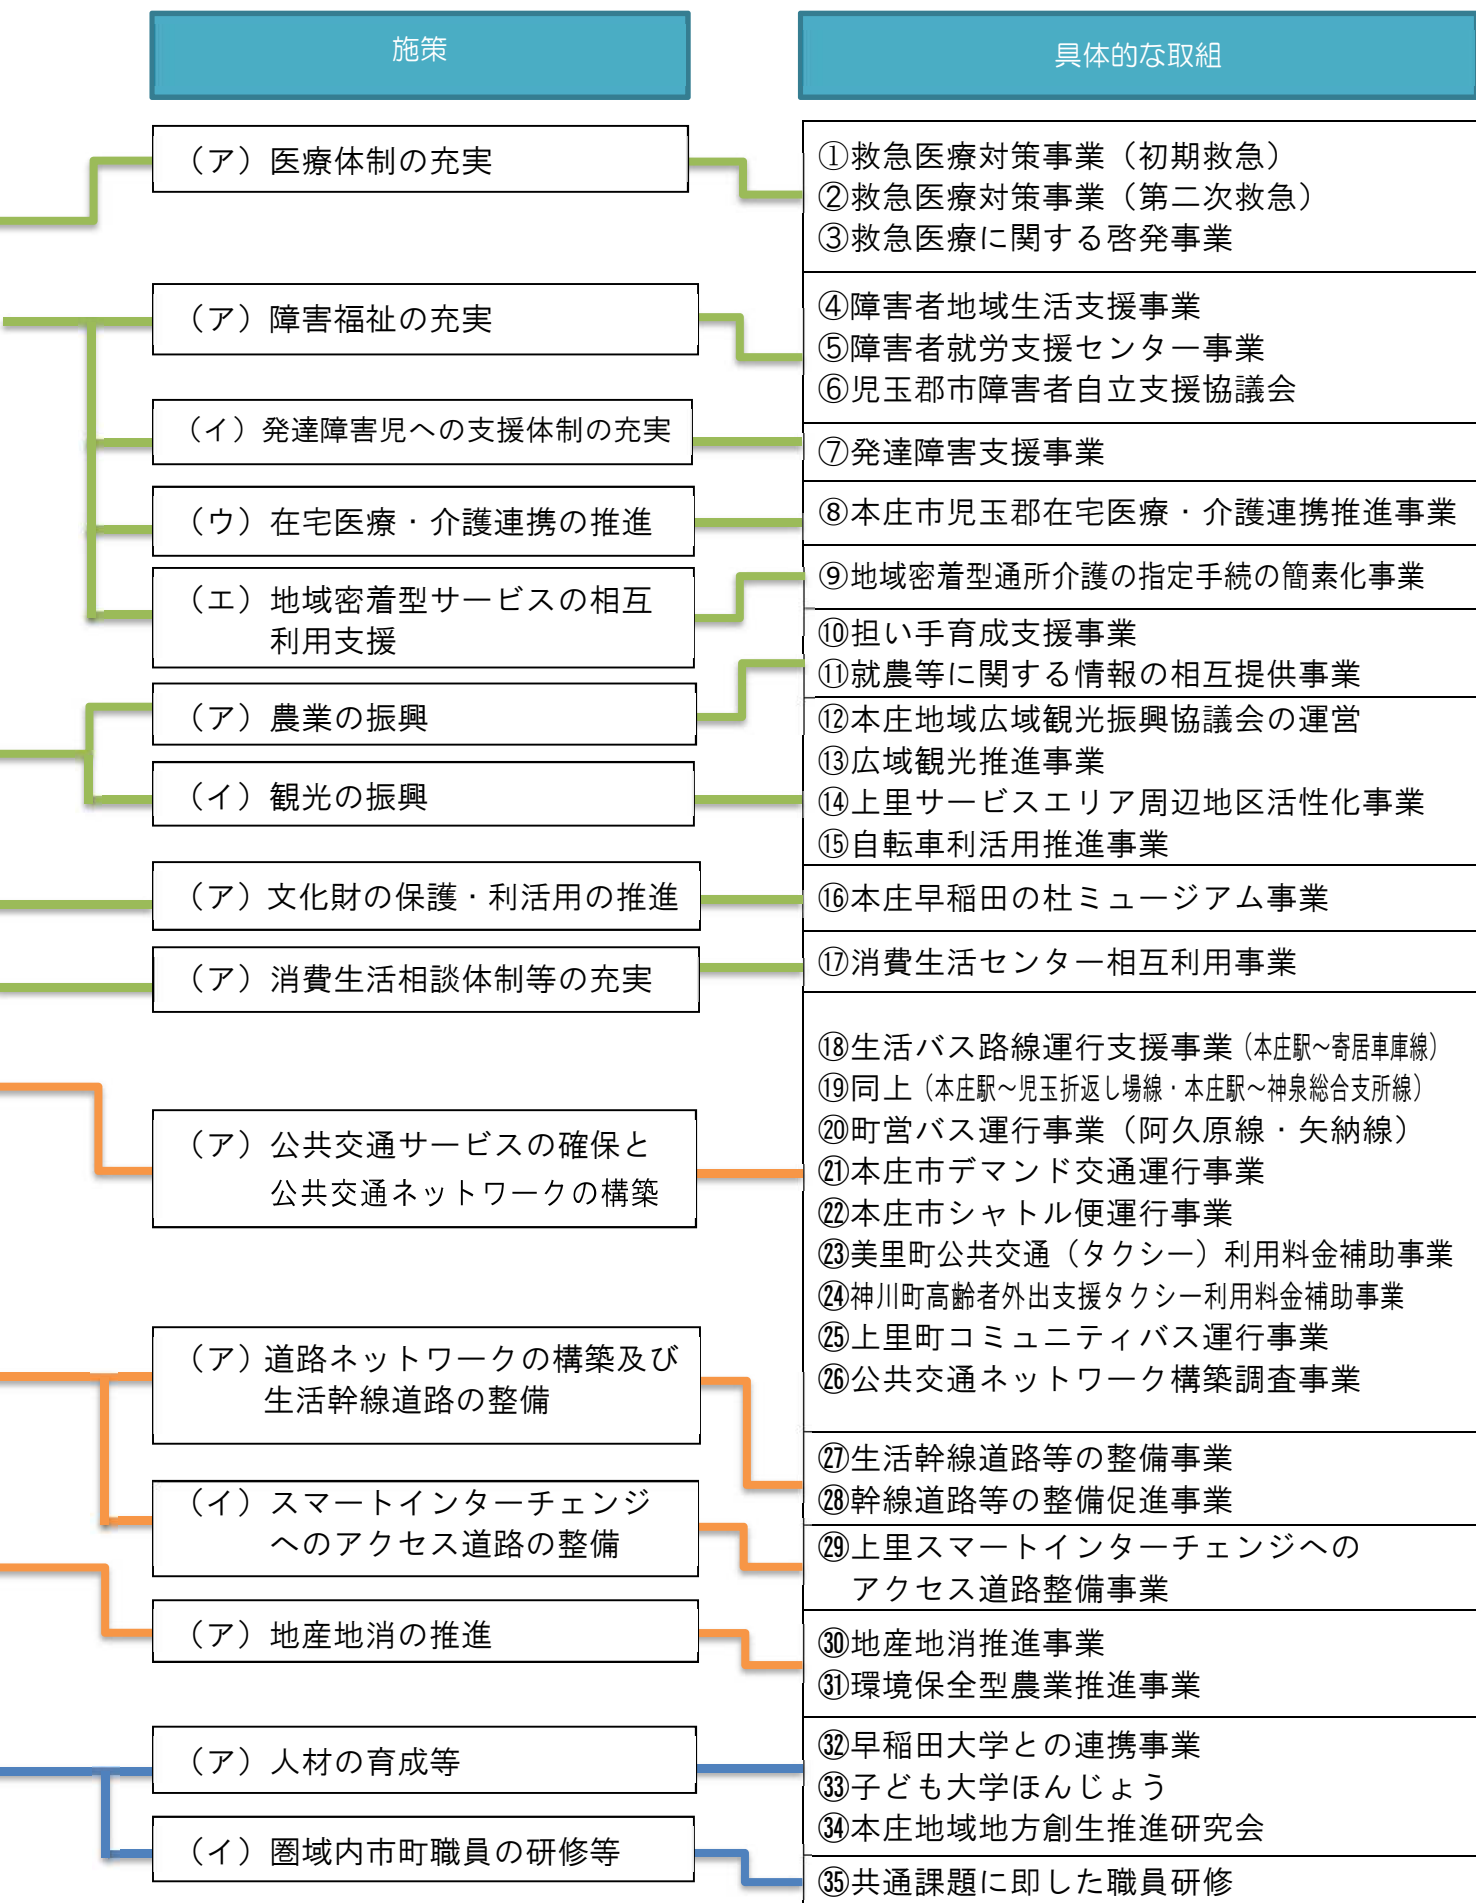 施策
具体的な取組
（ア）医療体制の充実
①救急医療対策事業（初期救急）
②救急医療対策事業（第二次救急）
③救急医療に関する啓発事業
（ア）障害福祉の充実
④障害者地域生活支援事業
⑤障害者就労支援センター事業
⑥児玉郡市障害者自立支援協議会
（イ）発達障害児への支援体制の充実
⑦発達障害支援事業
（ウ）在宅医療・介護連携の推進
⑧本庄市児玉郡在宅医療・介護連携推進事業
（エ）地域密着型サービスの相互
利用支援
⑨地域密着型通所介護の指定手続の簡素化事業
（ア）農業の振興
⑩担い手育成支援事業
⑪就農等に関する情報の相互提供事業
（イ）観光の振興
⑫本庄地域広域観光振興協議会の運営
⑬広域観光推進事業
⑭上里サービスエリア周辺地区活性化事業
⑮自転車利活用推進事業
（ア）文化財の保護・利活用の推進
⑯本庄早稲田の杜ミュージアム事業
（ア）消費生活相談体制等の充実
⑰消費生活センター相互利用事業
（ア）公共交通サービスの確保と
公共交通ネットワークの構築
⑱生活バス路線運行支援事業（本庄駅～寄居車庫線）
⑲同上（本庄駅～児玉折返し場線・本庄駅～神泉総合支所線）
⑳町営バス運行事業（阿久原線・矢納線）
㉑本庄市デマンド交通運行事業
㉒本庄市シャトル便運行事業
㉓美里町公共交通（タクシー）利用料金補助事業
㉔神川町高齢者外出支援タクシー利用料金補助事業
㉕上里町コミュニティバス運行事業
㉖公共交通ネットワーク構築調査事業
（ア）道路ネットワークの構築及び
生活幹線道路の整備
㉗生活幹線道路等の整備事業
㉘幹線道路等の整備促進事業
（イ）スマートインターチェンジ
へのアクセス道路の整備
㉙上里スマートインターチェンジへの
アクセス道路整備事業
（ア）地産地消の推進
㉚地産地消推進事業
㉛環境保全型農業推進事業
（ア）人材の育成等
㉜早稲田大学との連携事業
㉝子ども大学ほんじょう
㉞本庄地域地方創生推進研究会
（イ）圏域内市町職員の研修等
㉟共通課題に即した職員研修